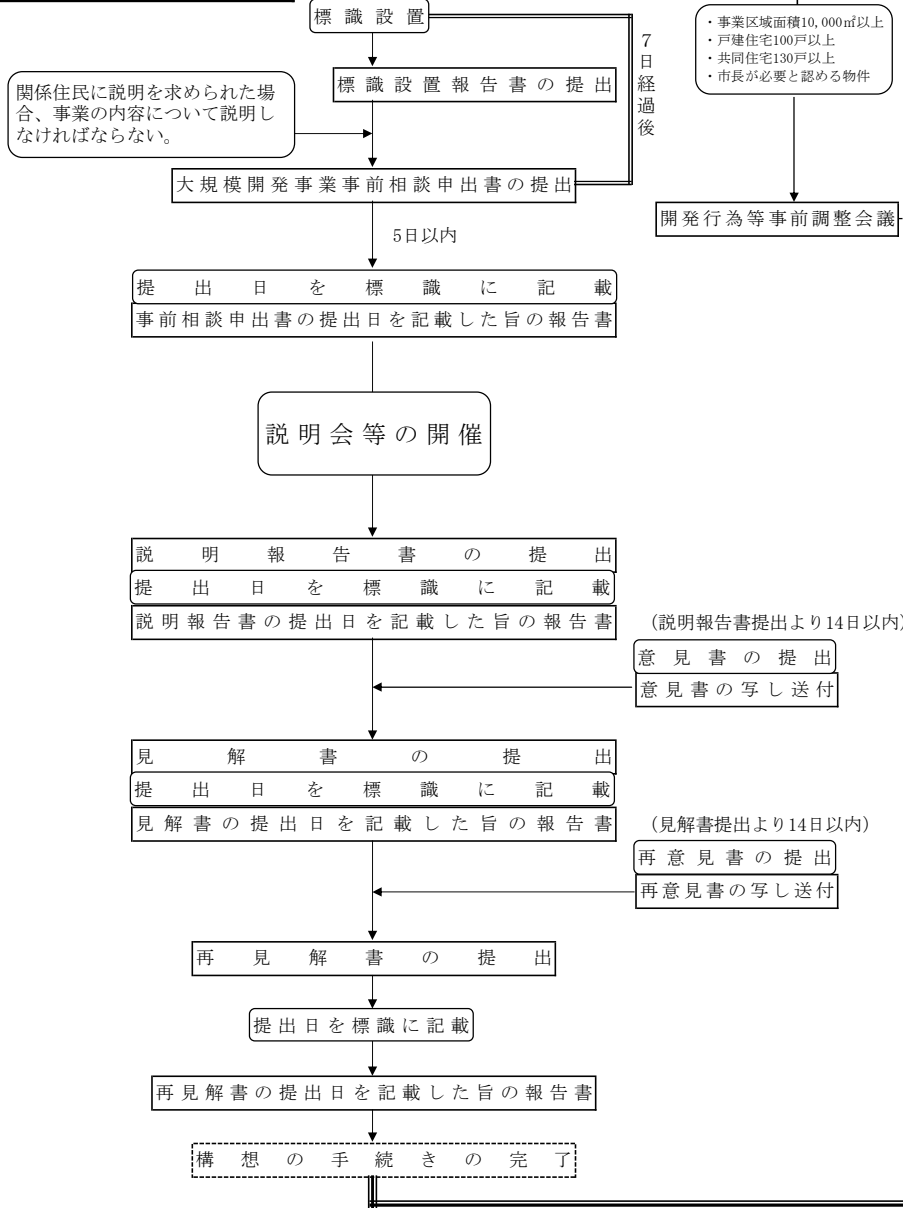 標識設置
7日経過後
・事業区域面積10,000㎡以上
・戸建住宅100戸以上
・共同住宅130戸以上
・市長が必要と認める物件
標識設置報告書の提出
関係住民に説明を求められた場
合、事業の内容について説明し
なければならない。
大規模開発事業事前相談申出書の提出
開発行為等事前調整会議
5日以内
提出日を標識に記載
事前相談申出書の提出日を記載した旨の報告書
説明会等の開催
説明報告書の提出
提出日を標識に記載
説明報告書の提出日を記載した旨の報告書
(説明報告書提出より14日以内)
意見書の提出
意見書の写し送付
見解書の提出
提出日を標識に記載
見解書の提出日を記載した旨の報告書
(見解書提出より14日以内)
再意見書の提出
再意見書の写し送付
再見解書の提出
提出日を標識に記載
再見解書の提出日を記載した旨の報告書
構想の手続きの完了